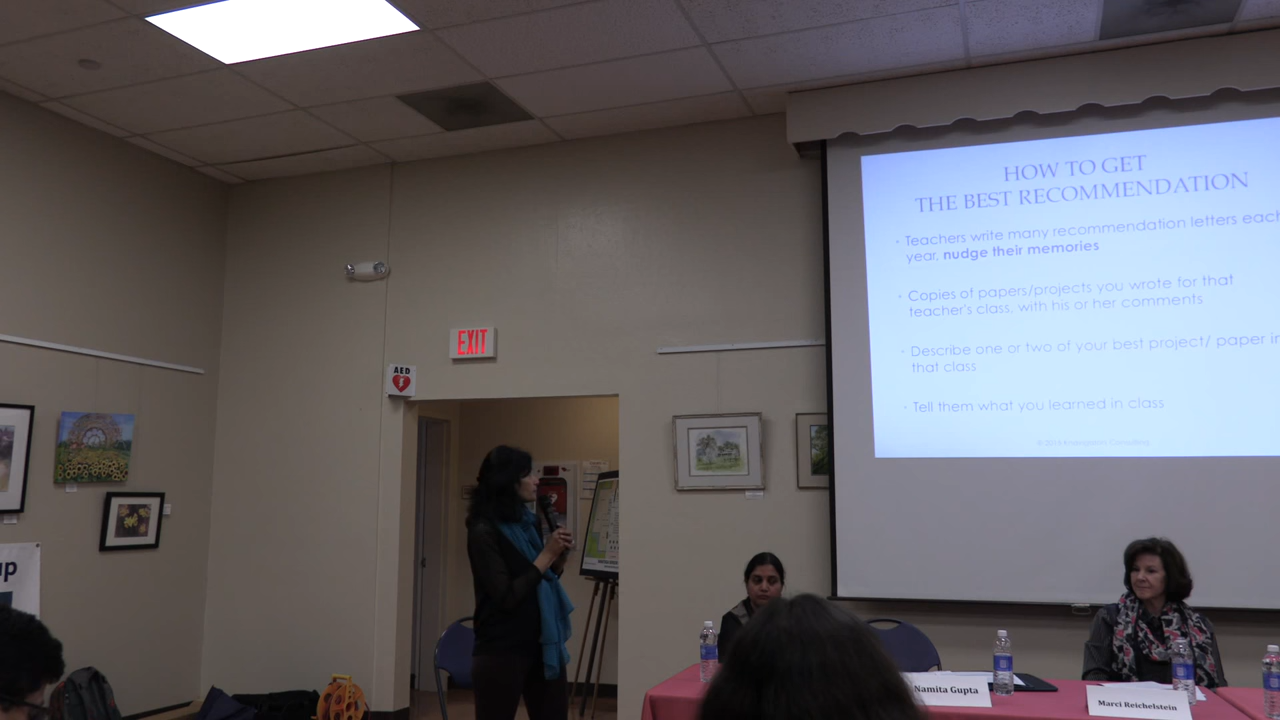 HOW TO GET
THE BEST RECOMMENDATION
• Teachers write many recommendation letters each
year, nudge their memories
• Copies of papers/projects you wrote for that
teacher's class, with his or her comments
• Describe one or two of your best project/ paper in
that class
• Tell them what you learned in class
EXIT
AED
up
Namita Gupta
Marci Reichelstein